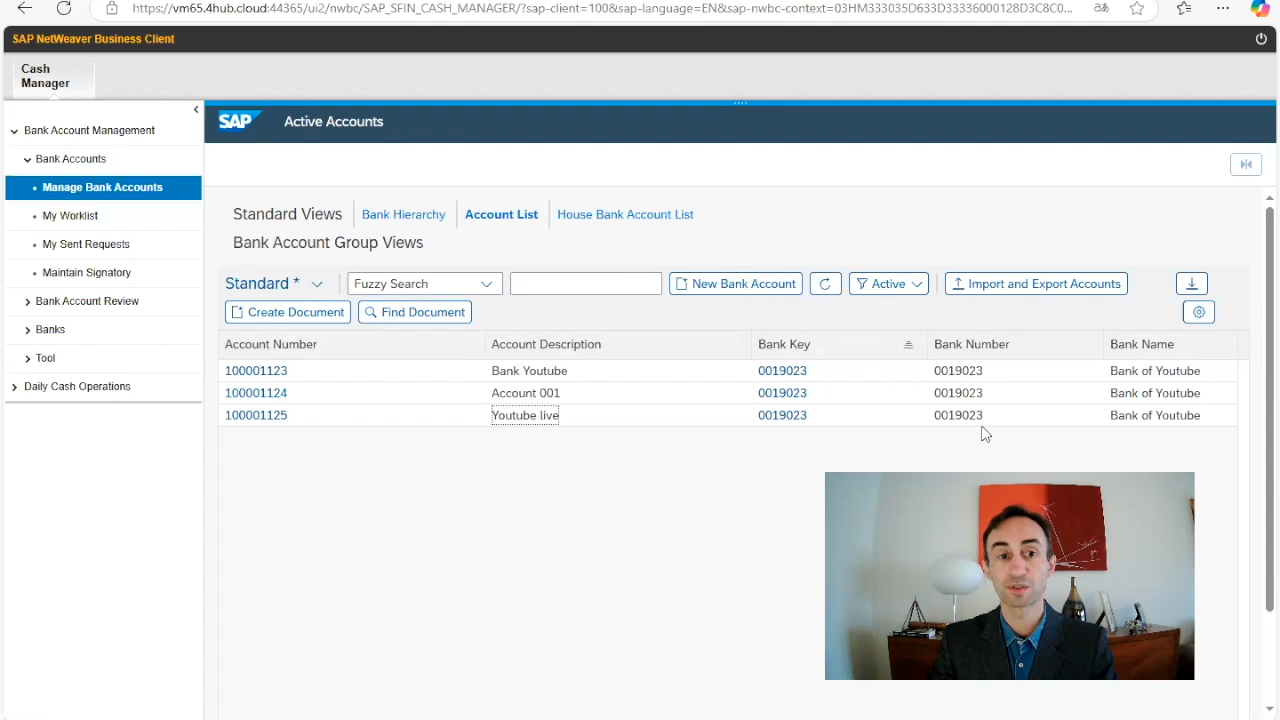 https://vm65.4hub.cloud:44365/ui2/nwbc/SAP_SFIN_CASH_MANAGER/?sap-client=100&sap-language=EN&sap-nwbc-context=03HM333035D633D33336000128D3C8C0...
SAP NetWeaver Business Client
Cash
Manager
Bank Account Management
Bank Accounts
Manage Bank Accounts
My Worklist
My Sent Requests
Maintain Signatory
Bank Account Review
Banks
Tool
Daily Cash Operations
SAP Active Accounts
Standard Views Bank Hierarchy Account List House Bank Account List
Bank Account Group Views
Standard * Fuzzy Search New Bank Account Active Import and Export Accounts
Create Document Find Document
Account Number Account Description Bank Key Bank Number Bank Name
100001123 Bank Youtube 0019023 0019023 Bank of Youtube
100001124 Account 001 0019023 0019023 Bank of Youtube
100001125 Youtube live 0019023 0019023 Bank of Youtube